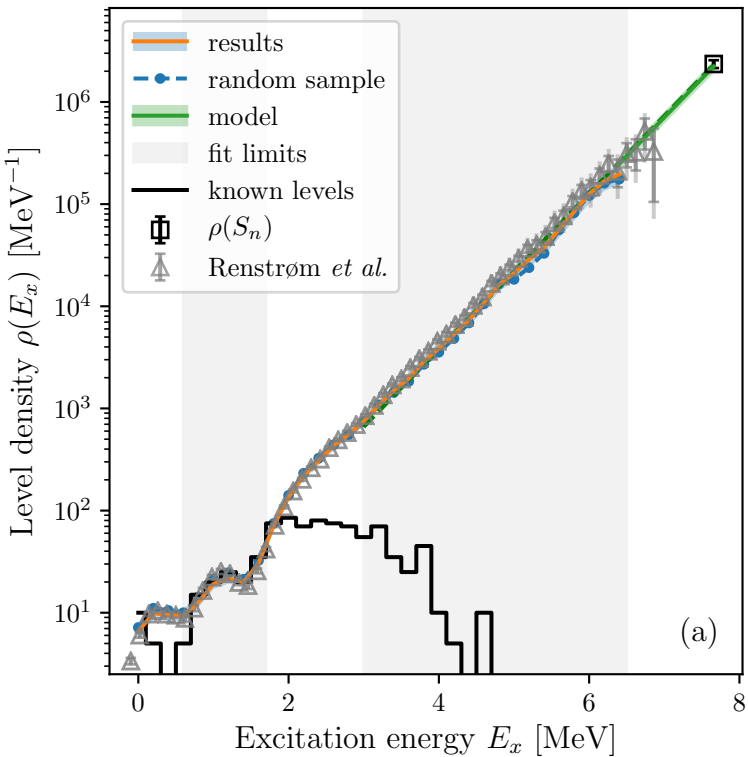 results
random sample
model
fit limits
known levels
ρ(Sₙ)
Renstrøm et al.
Level density ρ(Eₓ) [MeV⁻¹]
10⁶
10⁵
10⁴
10³
10²
10¹
(a)
0 2 4 6 8
Excitation energy Eₓ [MeV]